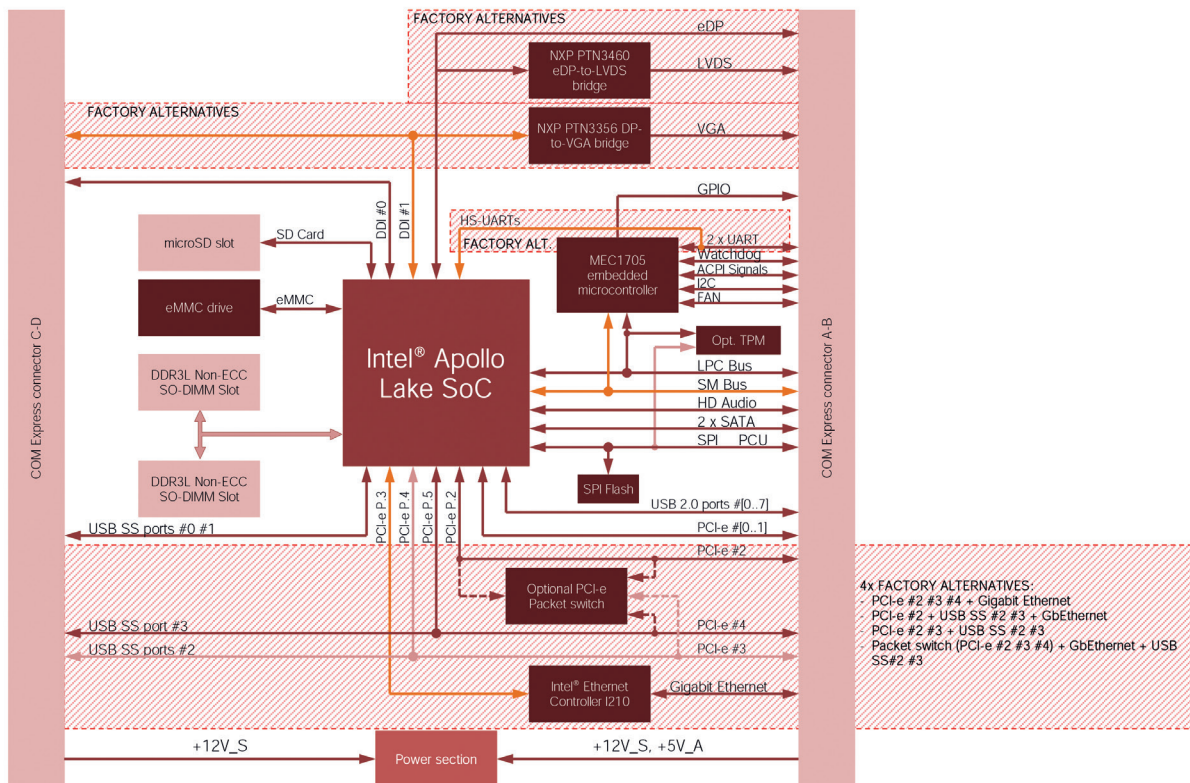 FACTORY ALTERNATIVES
eDP
NXP PTN3460
eDP-to-LVDS
bridge
LVDS
FACTORY ALTERNATIVES
NXP PTN3356 DP-
to-VGA bridge
VGA
COM Express connector C-D
COM Express connector A-B
DDI #0
DDI #1
GPIO
HS-UARTs
FACTORY ALT.
2 x UART
Watchdog
ACPI Signals
I2C
FAN
MEC1705
embedded
microcontroller
microSD slot
SD Card
eMMC drive
eMMC
Opt. TPM
Intel® Apollo
Lake SoC
LPC Bus
SM Bus
HD Audio
2 x SATA
SPI PCU
DDR3L Non-ECC
SO-DIMM Slot
DDR3L Non-ECC
SO-DIMM Slot
SPI Flash
PCI-e P.3
PCI-e P.4
PCI-e P.5
PCI-e P.2
USB 2.0 ports #[0..7]
USB SS ports #0 #1
PCI-e #[0..1]
PCI-e #2
Optional PCI-e
Packet switch
USB SS port #3
PCI-e #4
USB SS ports #2
PCI-e #3
Intel® Ethernet
Controller I210
Gigabit Ethernet
4x FACTORY ALTERNATIVES:
- PCI-e #2 #3 #4 + Gigabit Ethernet
- PCI-e #2 + USB SS #2 #3 + GbEthernet
- PCI-e #2 #3 + USB SS #2 #3
- Packet switch (PCI-e #2 #3 #4) + GbEthernet + USB
SS#2 #3
+12V_S
Power section
+12V_S, +5V_A